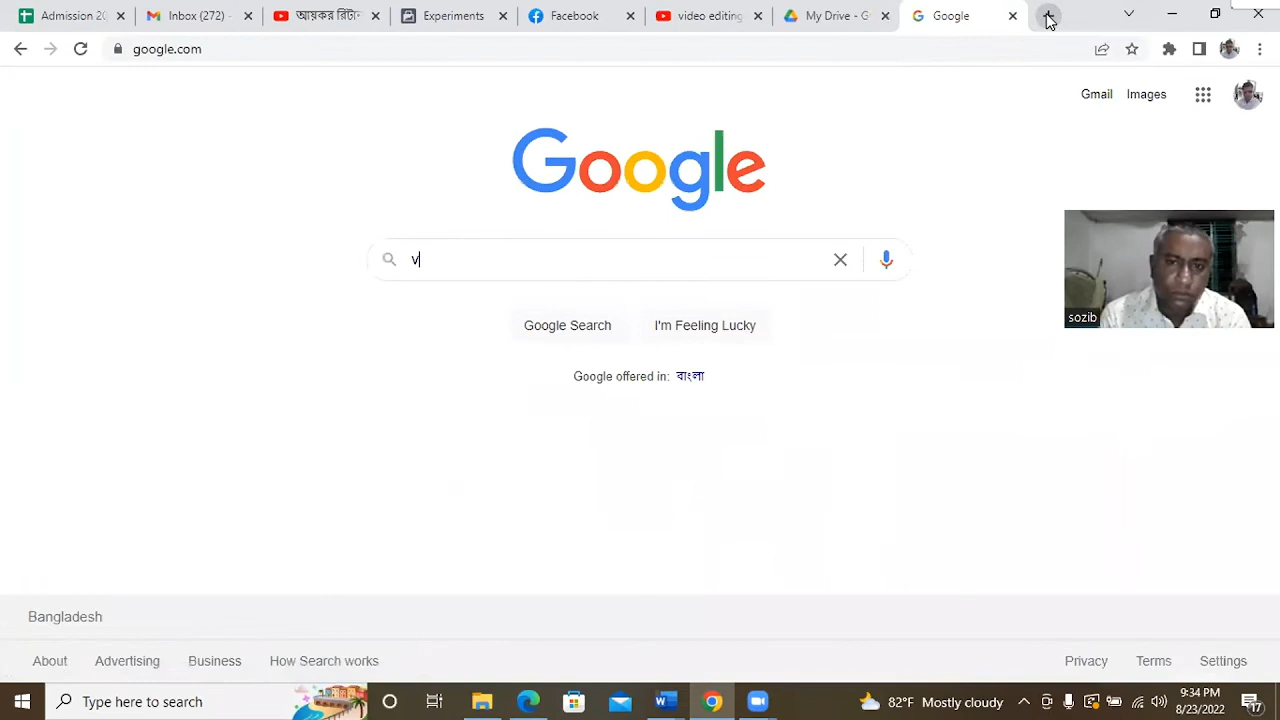 Admission 20
Inbox (272) -
আয়কর রিটার্
Experiments
Facebook
video editing
My Drive - G
Google
google.com
Gmail
Images
Google
v
Google Search
I'm Feeling Lucky
Google offered in: বাংলা
sozib
Bangladesh
About
Advertising
Business
How Search works
Privacy
Terms
Settings
Type here to search
82°F Mostly cloudy
9:34 PM
8/23/2022
17